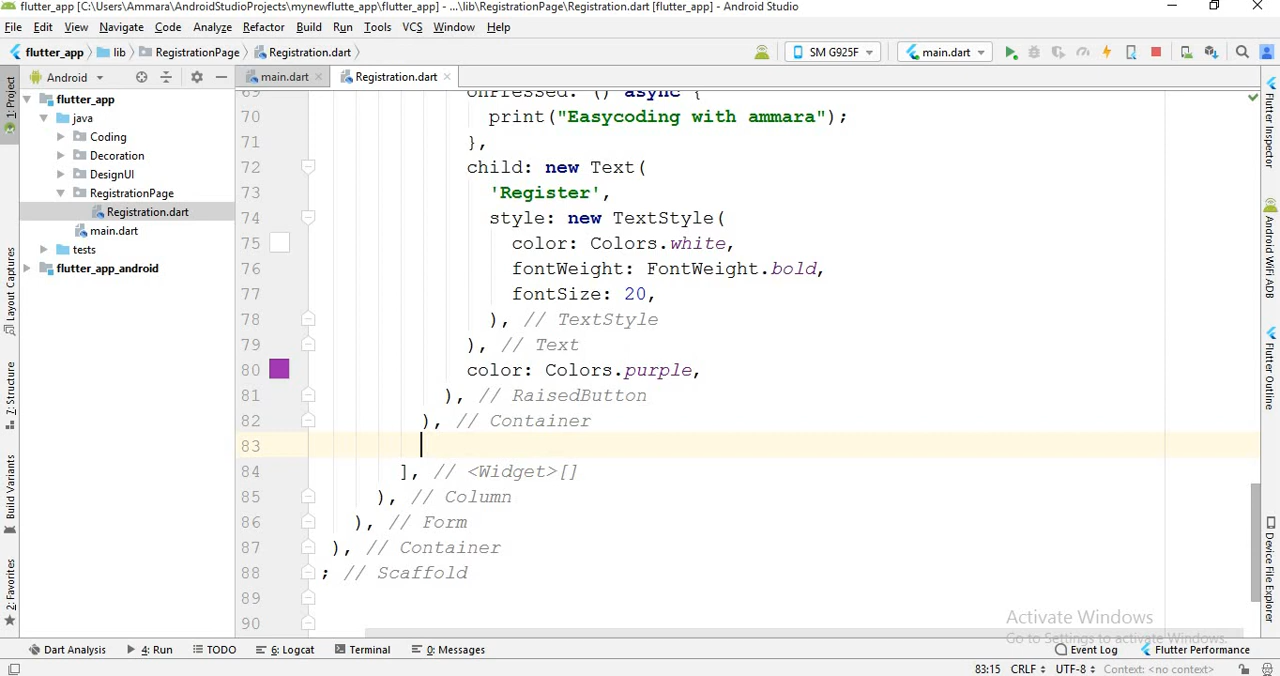 flutter_app [C:\Users\Ammara\AndroidStudioProjects\mynewflutte_app\flutter_app] - ...\lib\RegistrationPage\Registration.dart [flutter_app] - Android Studio
File Edit View Navigate Code Analyze Refactor Build Run Tools VCS Window Help
flutter_app lib RegistrationPage Registration.dart SM G925F main.dart
1: Project
Android
main.dart
Registration.dart
flutter_app
java
Coding
Decoration
DesignUI
RegistrationPage
Registration.dart
main.dart
tests
flutter_app_android
Layout Captures
7: Structure
Build Variants
2: Favorites
69 onPressed: () async {
70 print("Easycoding with ammara");
71 },
72 child: new Text(
73 'Register',
74 style: new TextStyle(
75 color: Colors.white,
76 fontWeight: FontWeight.bold,
77 fontSize: 20,
78 ), // TextStyle
79 ), // Text
80 color: Colors.purple,
81 ), // RaisedButton
82 ), // Container
83
84 ], // <Widget>[]
85 ), // Column
86 ), // Form
87 ), // Container
88 ; // Scaffold
89
90
Flutter Inspector
Android WiFi ADB
Flutter Outline
Device File Explorer
Activate Windows
Go to Settings to activate Windows.
Dart Analysis 4: Run TODO 6: Logcat Terminal 0: Messages Event Log Flutter Performance
83:15 CRLF UTF-8 Context: <no context>